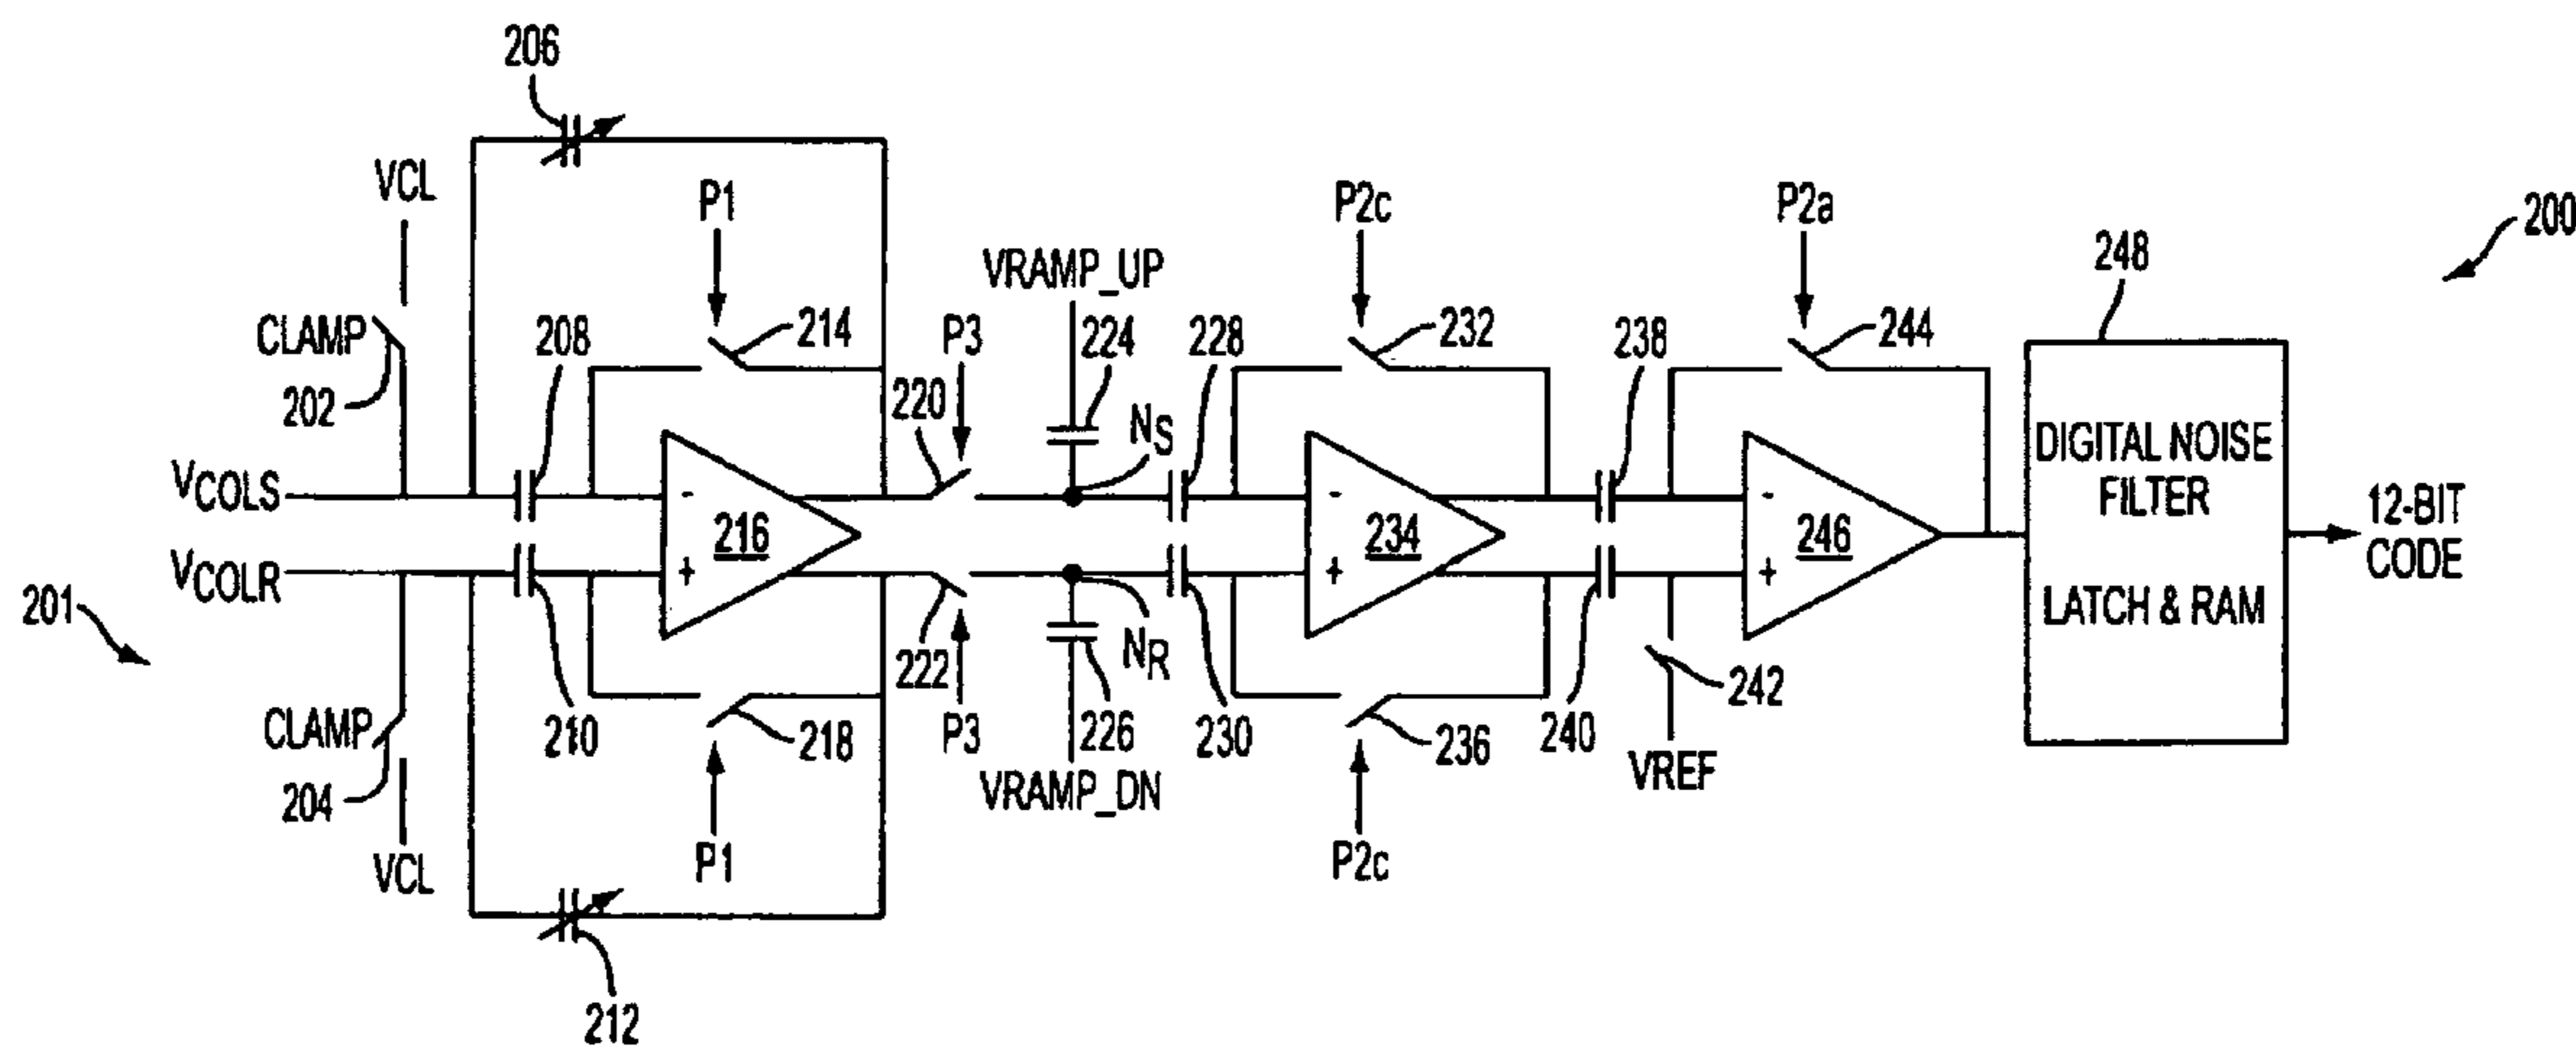 206
VCL
P1
P2c
P2a
200
248
VRAMP_UP
CLAMP
208
214
P3
224
228
232
238
244
202
220
NS
DIGITAL NOISE
FILTER
LATCH & RAM
VCOLS
-
216
+
-
234
+
-
246
+
12-BIT
CODE
VCOLR
201
222
NR
242
CLAMP
210
218
P3
226
230
236
240
204
VRAMP_DN
VREF
VCL
P1
P2c
212